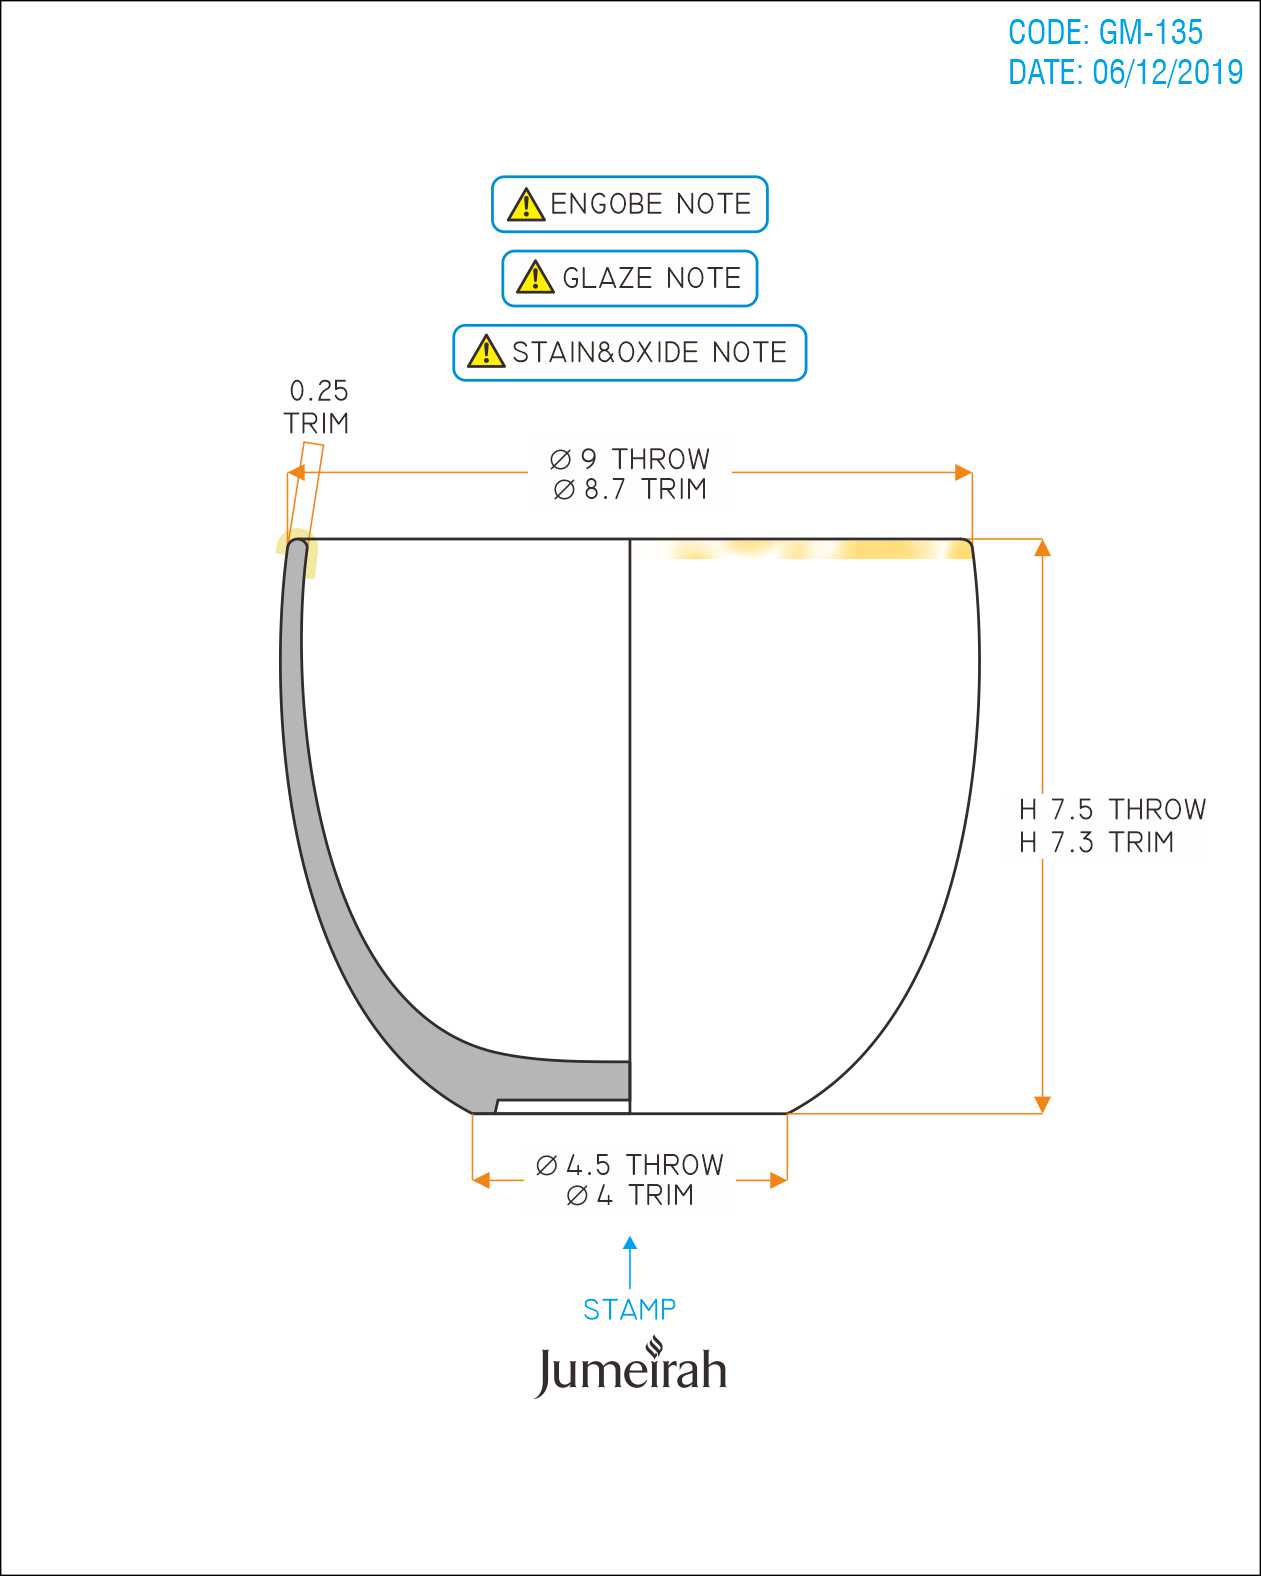 CODE: GM-135
DATE: 06/12/2019
ENGOBE NOTE
GLAZE NOTE
STAIN&OXIDE NOTE
0.25
TRIM
Ø 9 THROW
Ø 8.7 TRIM
H 7.5 THROW
H 7.3 TRIM
Ø 4.5 THROW
Ø 4 TRIM
STAMP
Jumeirah